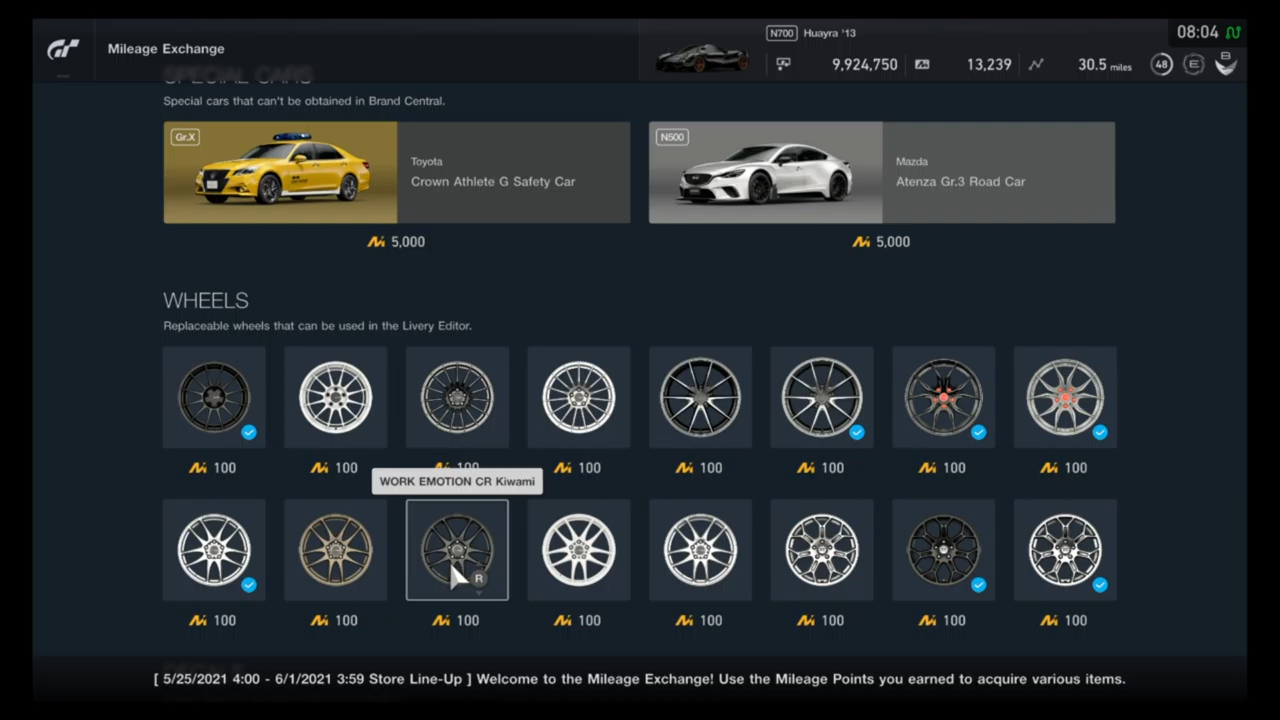 N700 Huayra '13
08:04
Mileage Exchange
9,924,750 13,239 30.5 miles 48 E B
SPECIAL CARS
Special cars that can't be obtained in Brand Central.
Gr.X
N500
Toyota
Crown Athlete G Safety Car
Mazda
Atenza Gr.3 Road Car
5,000 5,000
WHEELS
Replaceable wheels that can be used in the Livery Editor.
100 100 100 100 100 100 100 100
WORK EMOTION CR Kiwami
R
100 100 100 100 100 100 100 100
[ 5/25/2021 4:00 - 6/1/2021 3:59 Store Line-Up ] Welcome to the Mileage Exchange! Use the Mileage Points you earned to acquire various items.